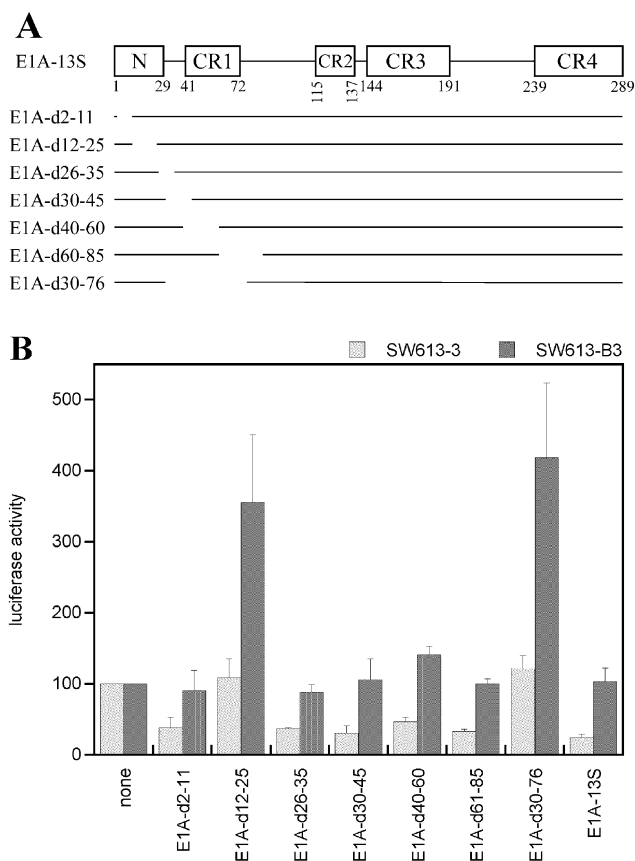 A
E1A-13S N CR1 CR2 CR3 CR4
1 29 41 72 115 137 144 191 239 289
E1A-d2-11
E1A-d12-25
E1A-d26-35
E1A-d30-45
E1A-d40-60
E1A-d60-85
E1A-d30-76
B
SW613-3 SW613-B3
luciferase activity
500
400
300
200
100
0
none
E1A-d2-11
E1A-d12-25
E1A-d26-35
E1A-d30-45
E1A-d40-60
E1A-d61-85
E1A-d30-76
E1A-13S